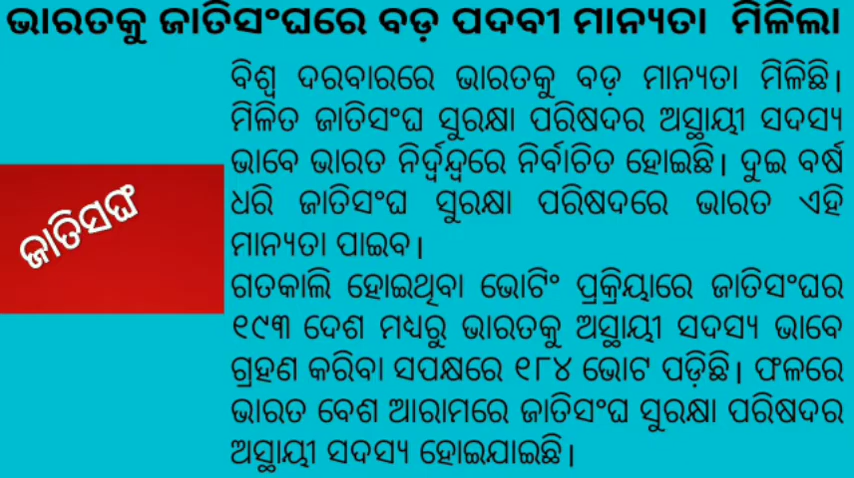 ଭାରତକୁ ଜାତିସଂଘରେ ବଡ଼ ପଦବୀ ମାନ୍ୟତା ମିଳିଲା
ବିଶ୍ୱ ଦରବାରରେ ଭାରତକୁ ବଡ଼ ମାନ୍ୟତା ମିଳିଛି।
ମିଳିତ ଜାତିସଂଘ ସୁରକ୍ଷା ପରିଷଦର ଅସ୍ଥାୟୀ ସଦସ୍ୟ
ଭାବେ ଭାରତ ନିର୍ଦ୍ୱନ୍ଦ୍ୱରେ ନିର୍ବାଚିତ ହୋଇଛି। ଦୁଇ ବର୍ଷ
ଧରି ଜାତିସଂଘ ସୁରକ୍ଷା ପରିଷଦରେ ଭାରତ ଏହି
ମାନ୍ୟତା ପାଇବ।
ଜାତିସଙ୍ଘ
ଗତକାଲି ହୋଇଥିବା ଭୋଟିଂ ପ୍ରକ୍ରିୟାରେ ଜାତିସଂଘର
୧୯୩ ଦେଶ ମଧ୍ୟରୁ ଭାରତକୁ ଅସ୍ଥାୟୀ ସଦସ୍ୟ ଭାବେ
ଗ୍ରହଣ କରିବା ସପକ୍ଷରେ ୧୮୪ ଭୋଟ ପଡ଼ିଛି। ଫଳରେ
ଭାରତ ବେଶ ଆରାମରେ ଜାତିସଂଘ ସୁରକ୍ଷା ପରିଷଦର
ଅସ୍ଥାୟୀ ସଦସ୍ୟ ହୋଇଯାଇଛି।